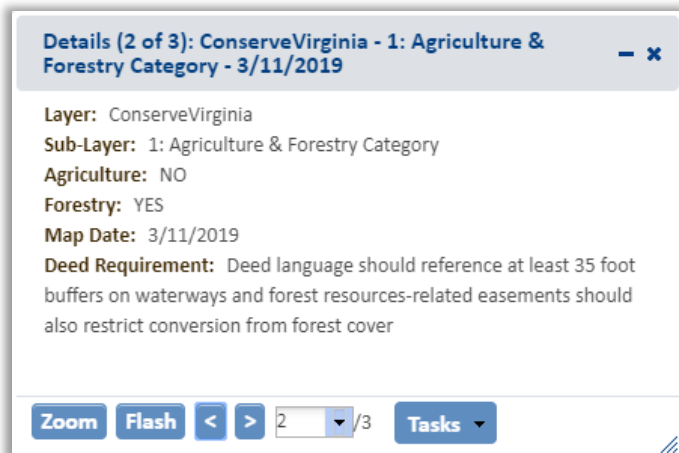 Details (2 of 3): ConserveVirginia - 1: Agriculture &
Forestry Category - 3/11/2019
Layer: ConserveVirginia
Sub-Layer: 1: Agriculture & Forestry Category
Agriculture: NO
Forestry: YES
Map Date: 3/11/2019
Deed Requirement: Deed language should reference at least 35 foot
buffers on waterways and forest resources-related easements should
also restrict conversion from forest cover
Zoom Flash < > 2 /3 Tasks